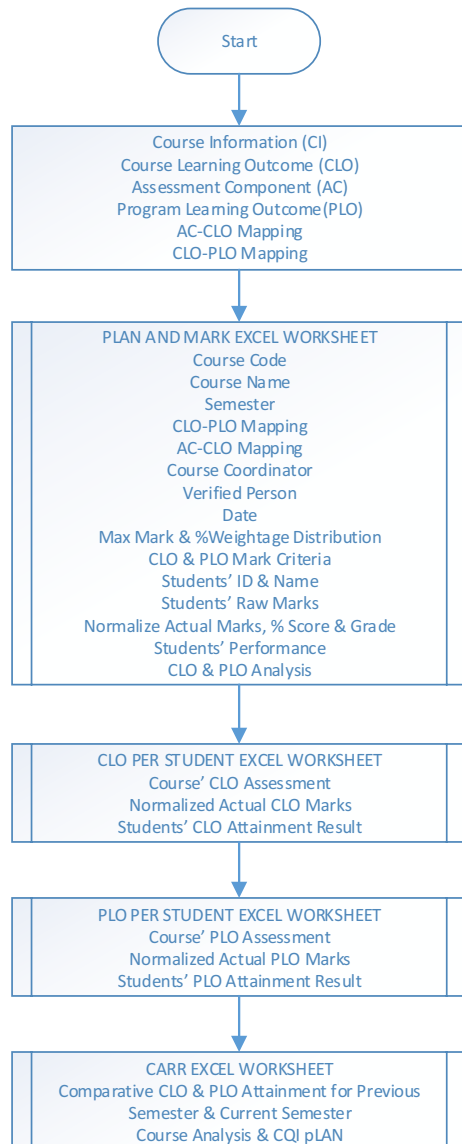 Start
Course Information (CI)
Course Learning Outcome (CLO)
Assessment Component (AC)
Program Learning Outcome(PLO)
AC-CLO Mapping
CLO-PLO Mapping
PLAN AND MARK EXCEL WORKSHEET
Course Code
Course Name
Semester
CLO-PLO Mapping
AC-CLO Mapping
Course Coordinator
Verified Person
Date
Max Mark & %Weightage Distribution
CLO & PLO Mark Criteria
Students’ ID & Name
Students’ Raw Marks
Normalize Actual Marks, % Score & Grade
Students’ Performance
CLO & PLO Analysis
CLO PER STUDENT EXCEL WORKSHEET
Course’ CLO Assessment
Normalized Actual CLO Marks
Students’ CLO Attainment Result
PLO PER STUDENT EXCEL WORKSHEET
Course’ PLO Assessment
Normalized Actual PLO Marks
Students’ PLO Attainment Result
CARR EXCEL WORKSHEET
Comparative CLO & PLO Attainment for Previous
Semester & Current Semester
Course Analysis & CQI pLAN